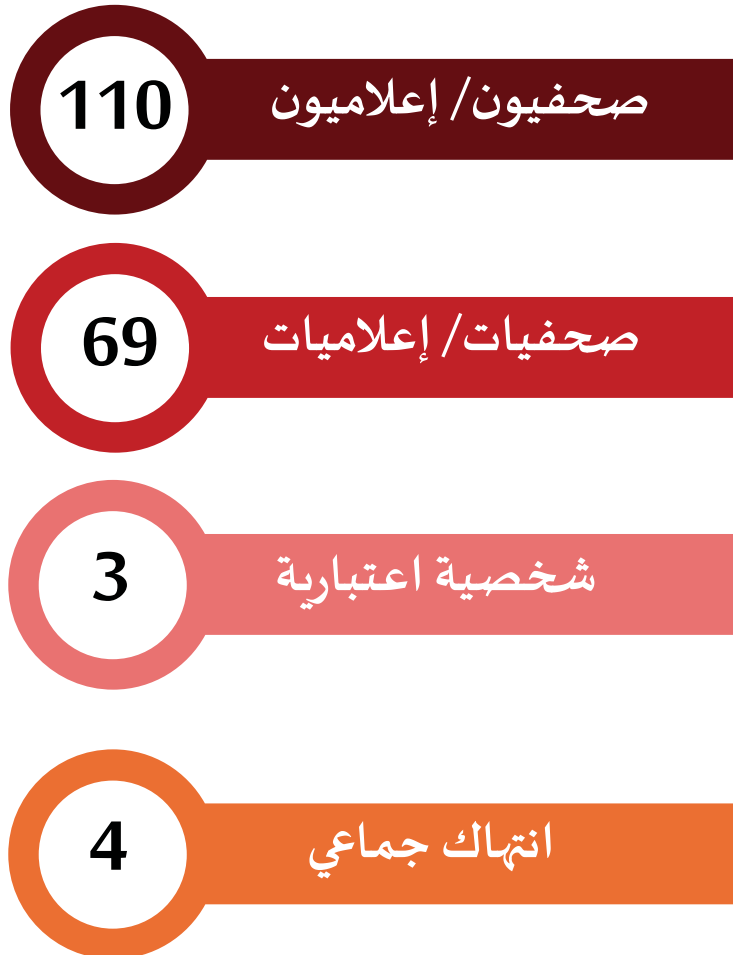 صحفيون/ إعلاميون 110
صحفيات/ إعلاميات 69
شخصية اعتبارية 3
انتهاك جماعي 4